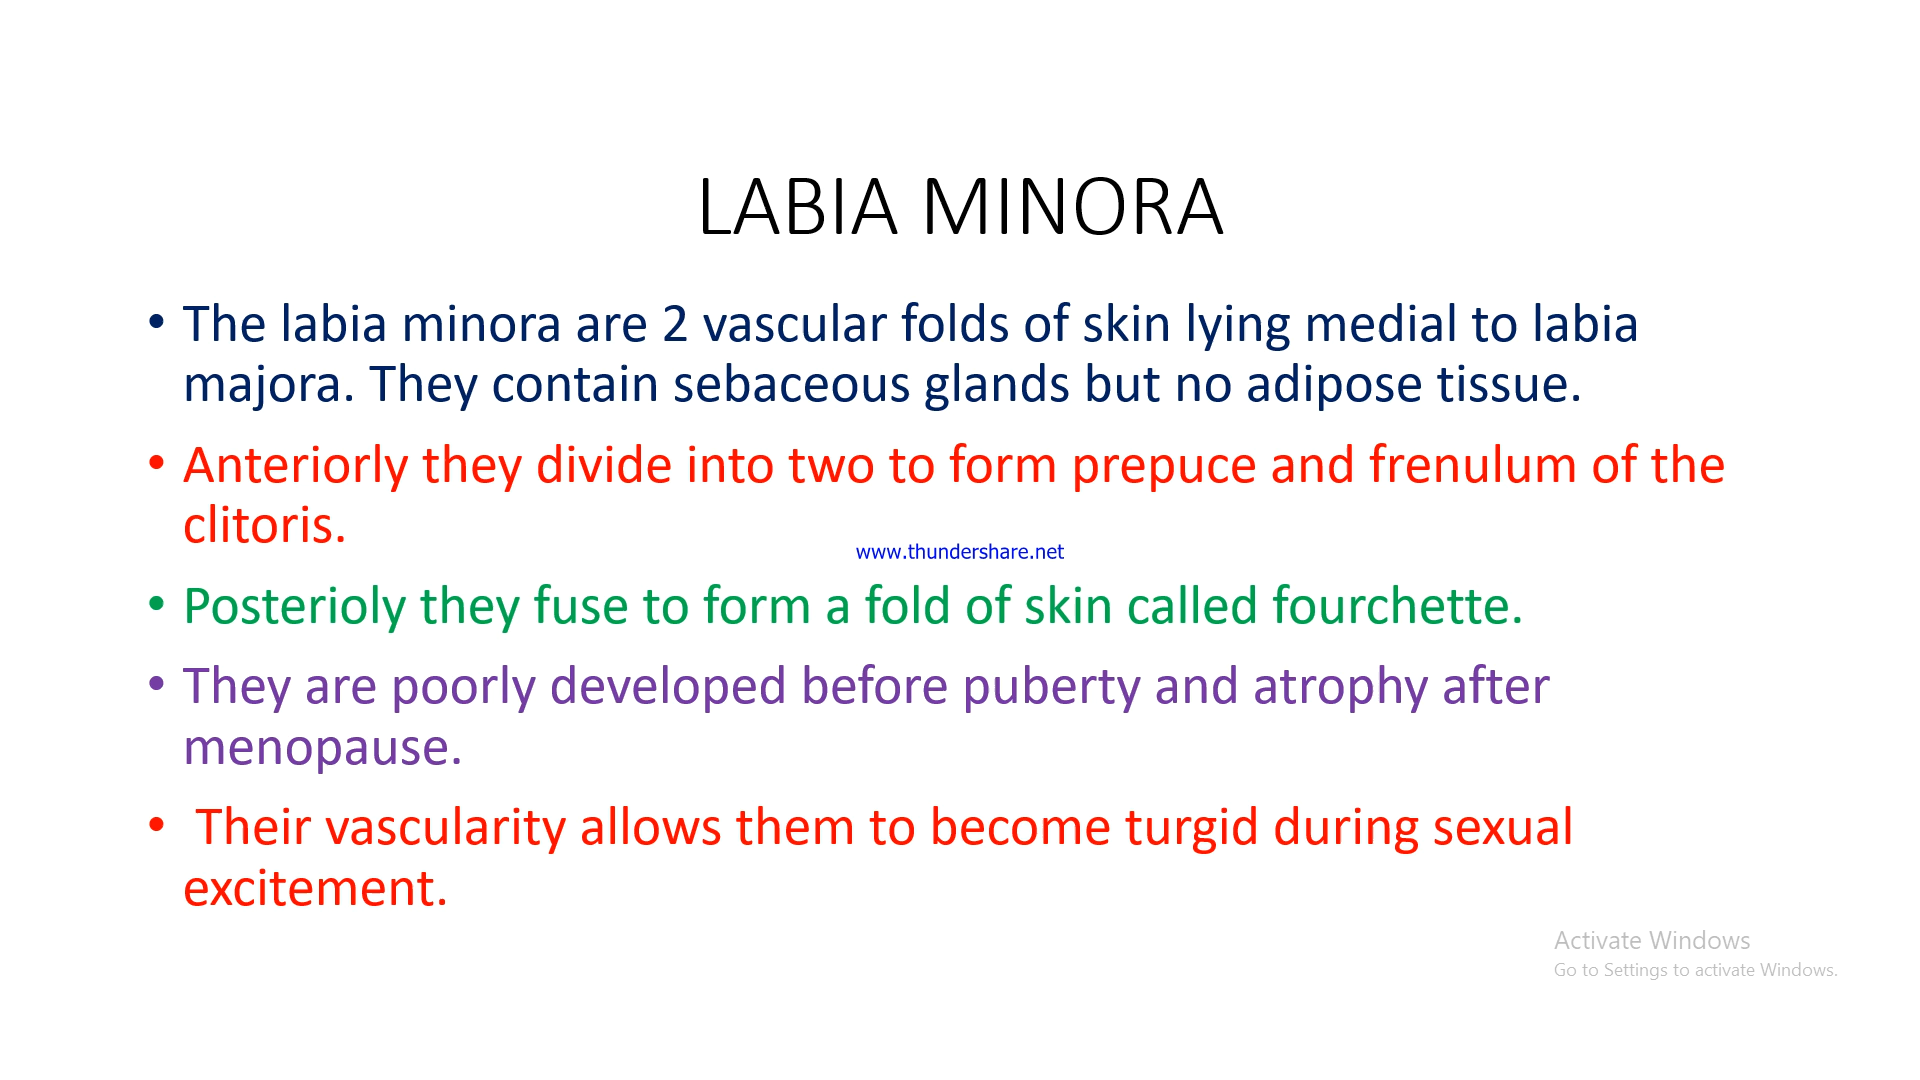 LABIA MINORA
• The labia minora are 2 vascular folds of skin lying medial to labia
majora. They contain sebaceous glands but no adipose tissue.
• Anteriorly they divide into two to form prepuce and frenulum of the
clitoris.
www.thundershare.net
• Posterioly they fuse to form a fold of skin called fourchette.
• They are poorly developed before puberty and atrophy after
menopause.
• Their vascularity allows them to become turgid during sexual
excitement.
Activate Windows
Go to Settings to activate Windows.